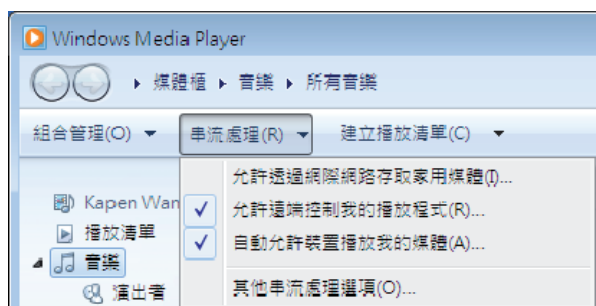 Windows Media Player
媒體櫃 ▸ 音樂 ▸ 所有音樂
組合管理(O) 串流處理(R) 建立播放清單(C)
允許透過網際網路存取家用媒體(I)...
Kapen Wan
允許遠端控制我的播放程式(R)...
播放清單
自動允許裝置播放我的媒體(A)...
音樂
演出者
其他串流處理選項(O)...